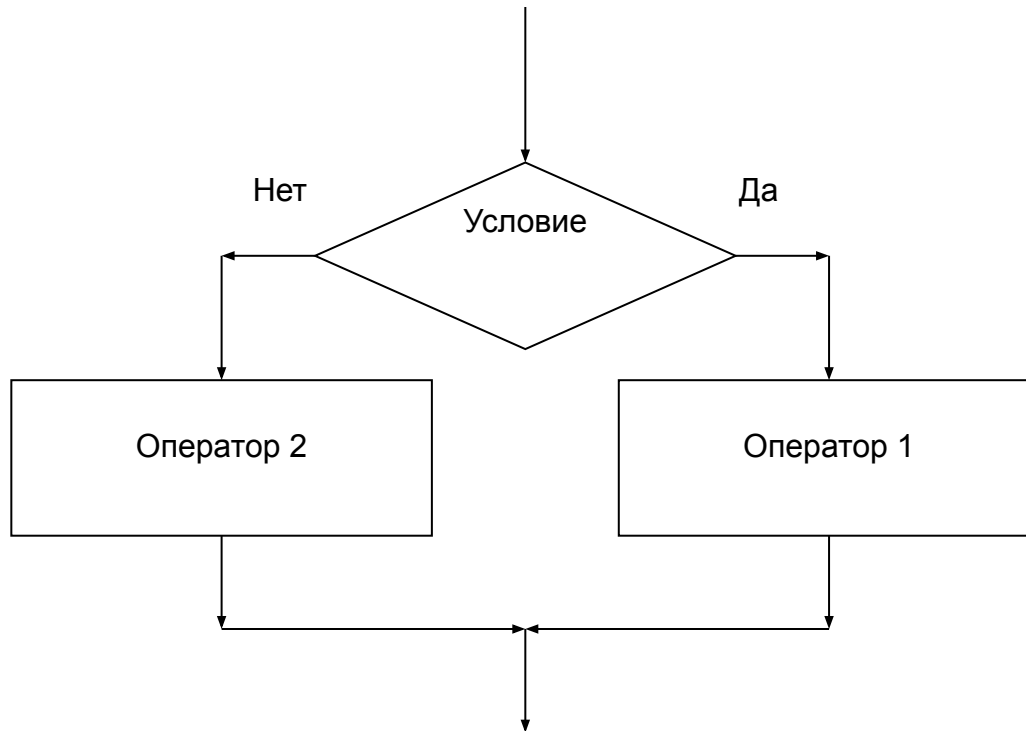 Нет
Да
Условие
Оператор 2
Оператор 1